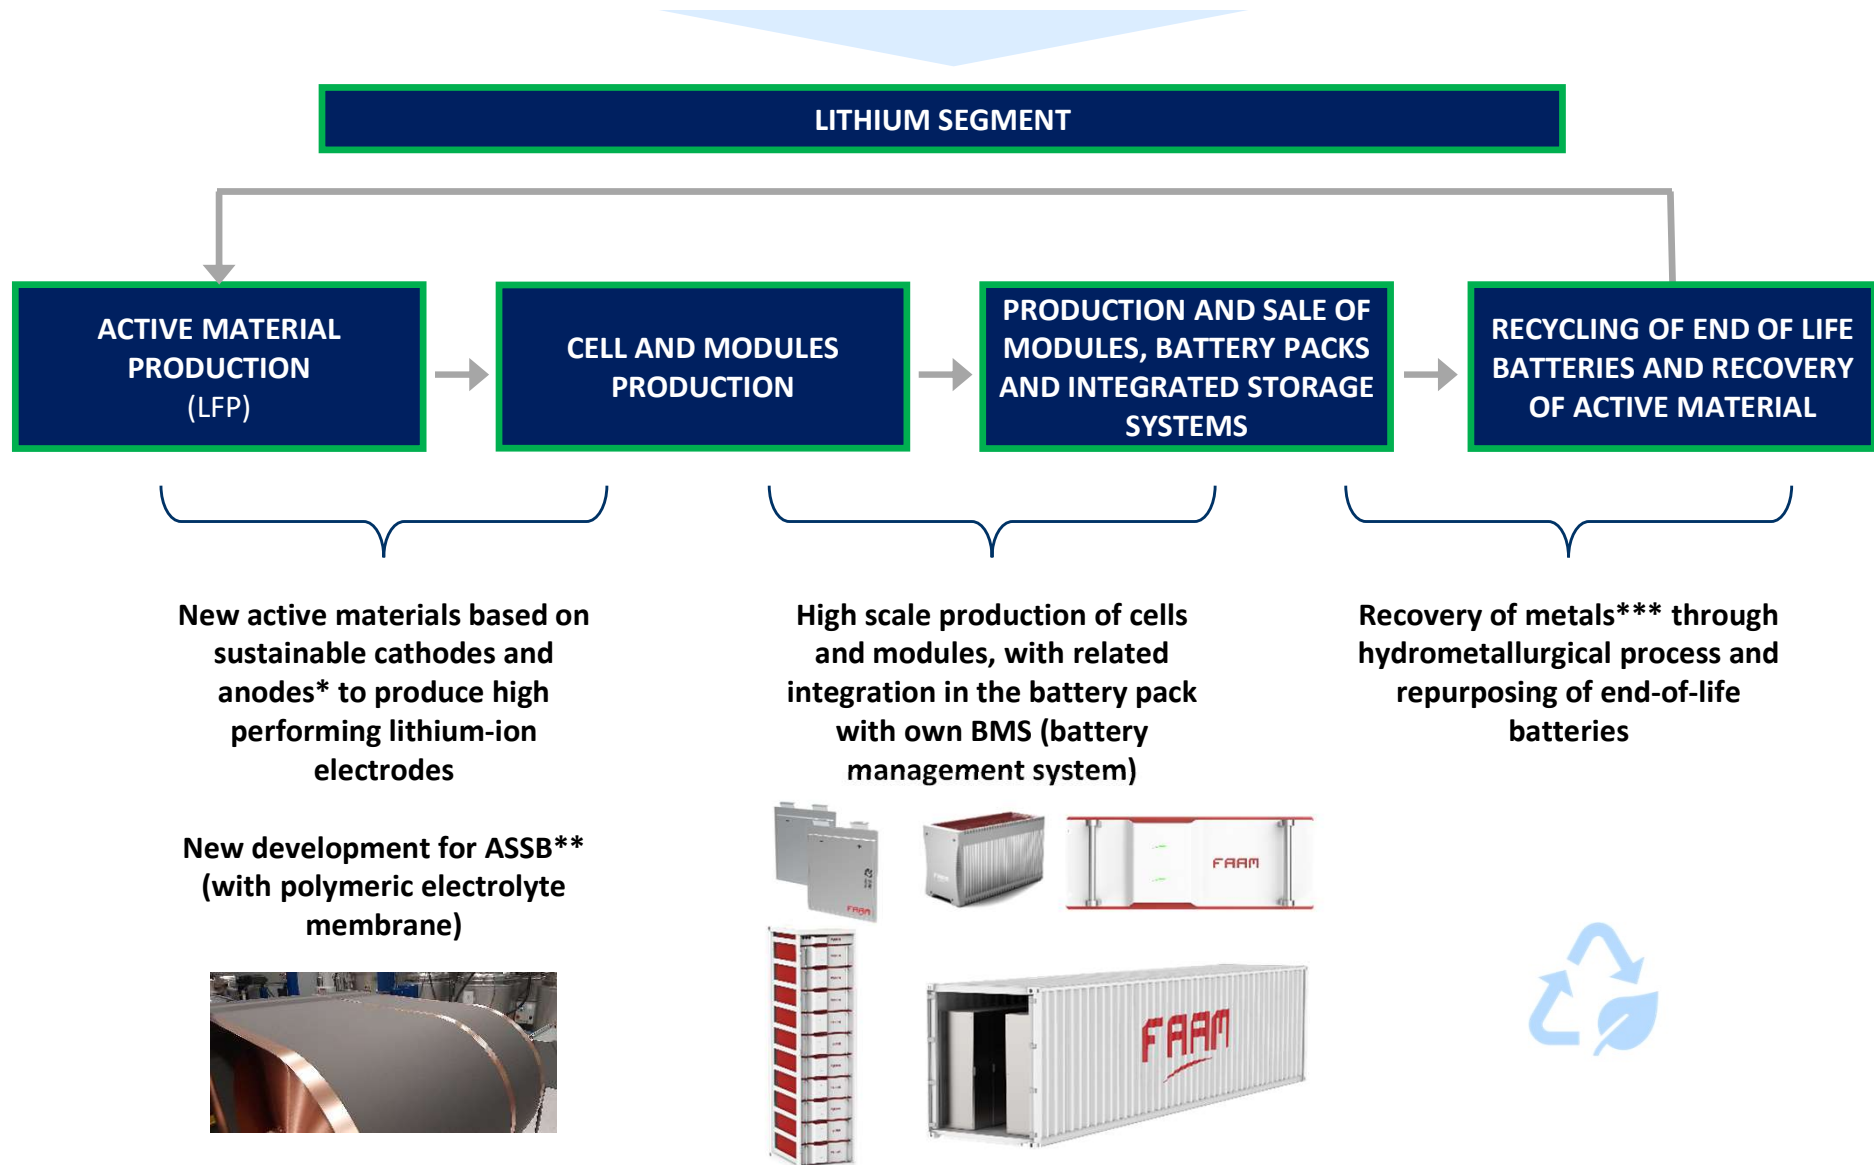 LITHIUM SEGMENT
ACTIVE MATERIAL
PRODUCTION
(LFP)
CELL AND MODULES
PRODUCTION
PRODUCTION AND SALE OF
MODULES, BATTERY PACKS
AND INTEGRATED STORAGE
SYSTEMS
RECYCLING OF END OF LIFE
BATTERIES AND RECOVERY
OF ACTIVE MATERIAL
New active materials based on
sustainable cathodes and
anodes* to produce high
performing lithium-ion
electrodes
New development for ASSB**
(with polymeric electrolyte
membrane)
High scale production of cells
and modules, with related
integration in the battery pack
with own BMS (battery
management system)
FAAM
FAAM
FAAM
FAAM
Recovery of metals*** through
hydrometallurgical process and
repurposing of end-of-life
batteries